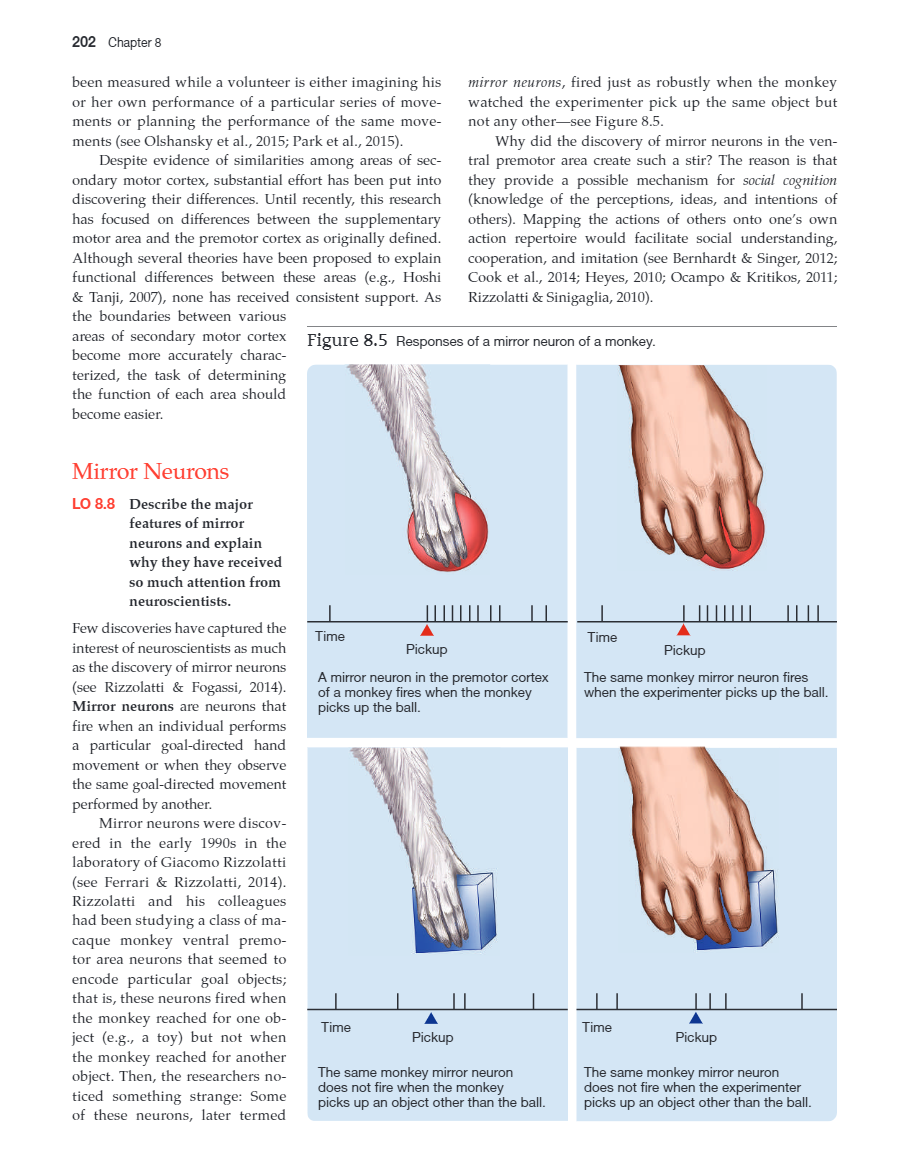 202 Chapter 8
been measured while a volunteer is either imagining his
or her own performance of a particular series of move-
ments or planning the performance of the same move-
ments (see Olshansky et al., 2015; Park et al., 2015).
Despite evidence of similarities among areas of sec-
ondary motor cortex, substantial effort has been put into
discovering their differences. Until recently, this research
has focused on differences between the supplementary
motor area and the premotor cortex as originally defined.
Although several theories have been proposed to explain
functional differences between these areas (e.g., Hoshi
& Tanji, 2007), none has received consistent support. As
the boundaries between various
areas of secondary motor cortex
become more accurately charac-
terized, the task of determining
the function of each area should
become easier.
Mirror Neurons
LO 8.8 Describe the major
features of mirror
neurons and explain
why they have received
so much attention from
neuroscientists.
Few discoveries have captured the
interest of neuroscientists as much
as the discovery of mirror neurons
(see Rizzolatti & Fogassi, 2014).
Mirror neurons are neurons that
fire when an individual performs
a particular goal-directed hand
movement or when they observe
the same goal-directed movement
performed by another.
Mirror neurons were discov-
ered in the early 1990s in the
laboratory of Giacomo Rizzolatti
(see Ferrari & Rizzolatti, 2014).
Rizzolatti and his colleagues
had been studying a class of ma-
caque monkey ventral premo-
tor area neurons that seemed to
encode particular goal objects;
that is, these neurons fired when
the monkey reached for one ob-
ject (e.g., a toy) but not when
the monkey reached for another
object. Then, the researchers no-
ticed something strange: Some
of these neurons, later termed
mirror neurons, fired just as robustly when the monkey
watched the experimenter pick up the same object but
not any other—see Figure 8.5.
Why did the discovery of mirror neurons in the ven-
tral premotor area create such a stir? The reason is that
they provide a possible mechanism for social cognition
(knowledge of the perceptions, ideas, and intentions of
others). Mapping the actions of others onto one's own
action repertoire would facilitate social understanding,
cooperation, and imitation (see Bernhardt & Singer, 2012;
Cook et al., 2014; Heyes, 2010; Ocampo & Kritikos, 2011;
Rizzolatti & Sinigaglia, 2010).
Figure 8.5 Responses of a mirror neuron of a monkey.
Time
Pickup
A mirror neuron in the premotor cortex
of a monkey fires when the monkey
picks up the ball.
Time
Pickup
The same monkey mirror neuron fires
when the experimenter picks up the ball.
Time
Pickup
The same monkey mirror neuron
does not fire when the monkey
picks up an object other than the ball.
Time
Pickup
The same monkey mirror neuron
does not fire when the experimenter
picks up an object other than the ball.